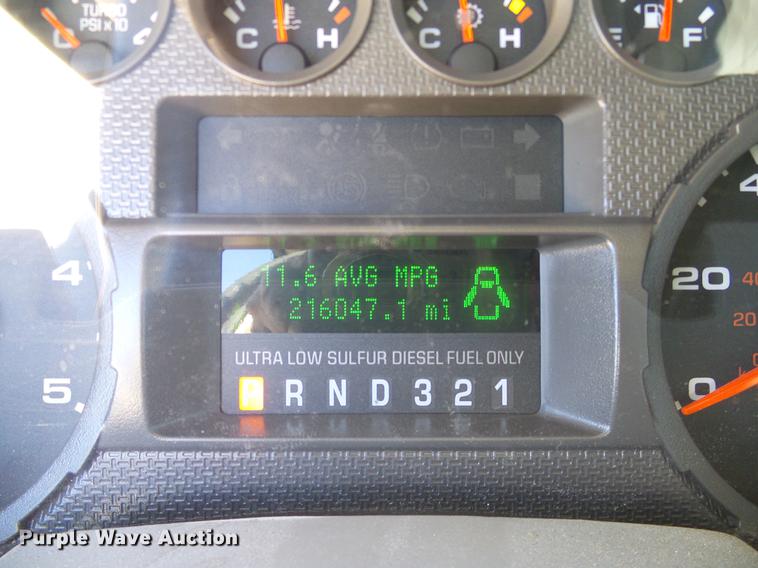 TURBO
PSI x 10
C H
C H
F
4
11.6 AVG MPG
216047.1 mi
ULTRA LOW SULFUR DIESEL FUEL ONLY
P R N D 3 2 1
4
5
20
40
20
0
Purple Wave Auction